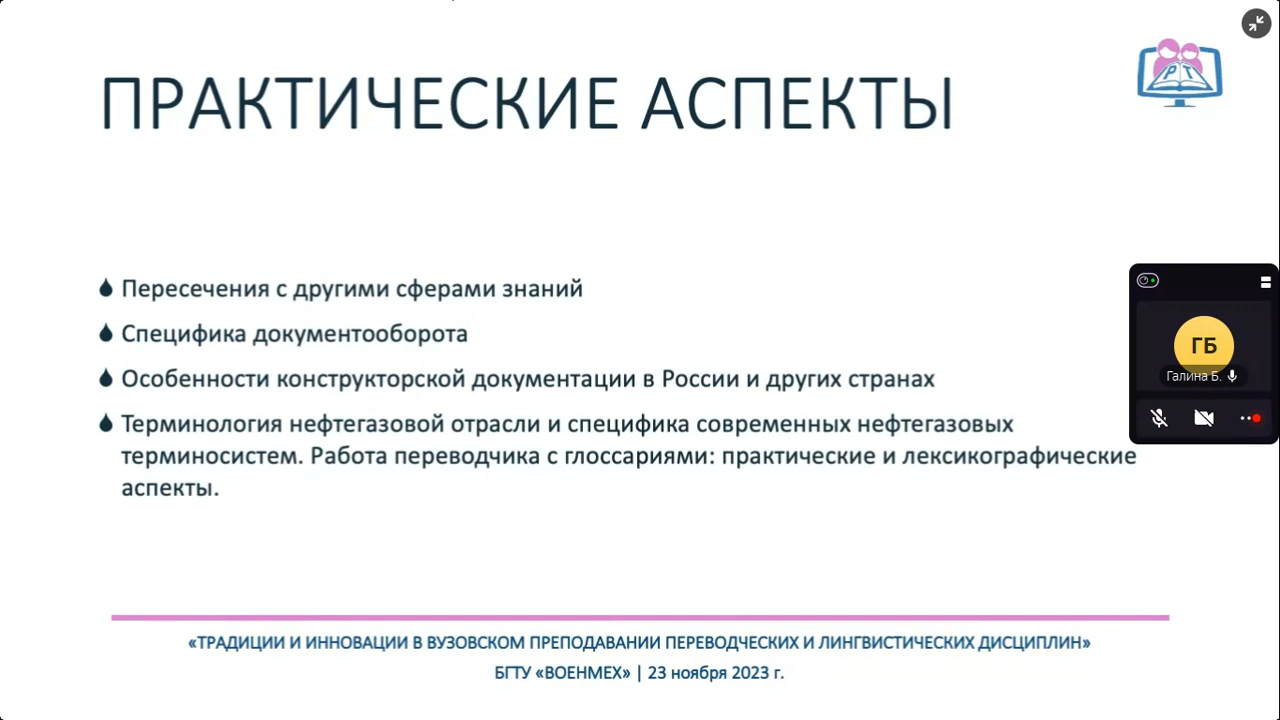 ПРАКТИЧЕСКИЕ АСПЕКТЫ
РТ
Пересечения с другими сферами знаний
Специфика документооборота
Особенности конструкторской документации в России и других странах
Терминология нефтегазовой отрасли и специфика современных нефтегазовых
терминосистем. Работа переводчика с глоссариями: практические и лексикографические
аспекты.
ГБ
Галина Б.
«ТРАДИЦИИ И ИННОВАЦИИ В ВУЗОВСКОМ ПРЕПОДАВАНИИ ПЕРЕВОДЧЕСКИХ И ЛИНГВИСТИЧЕСКИХ ДИСЦИПЛИН»
БГТУ «ВОЕНМЕХ» | 23 ноября 2023 г.